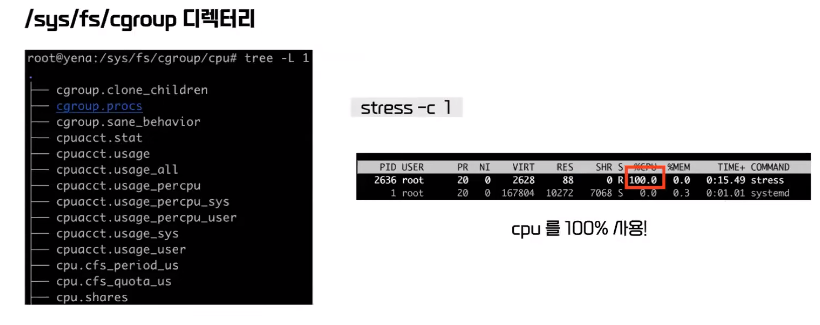 /sys/fs/cgroup 디렉터리
root@yena:/sys/fs/cgroup/cpu# tree -L 1
.
├── cgroup.clone_children
├── cgroup.procs
├── cgroup.sane_behavior
├── cpuacct.stat
├── cpuacct.usage
├── cpuacct.usage_all
├── cpuacct.usage_percpu
├── cpuacct.usage_percpu_sys
├── cpuacct.usage_percpu_user
├── cpuacct.usage_sys
├── cpuacct.usage_user
├── cpu.cfs_period_us
├── cpu.cfs_quota_us
├── cpu.shares
stress -c 1
PID USER PR NI VIRT RES SHR S %CPU %MEM TIME+ COMMAND
2636 root 20 0 2628 88 0 R 100.0 0.0 0:15.49 stress
1 root 20 0 167804 10272 7068 S 0.0 0.3 0:01.01 systemd
cpu 를 100% 사용!